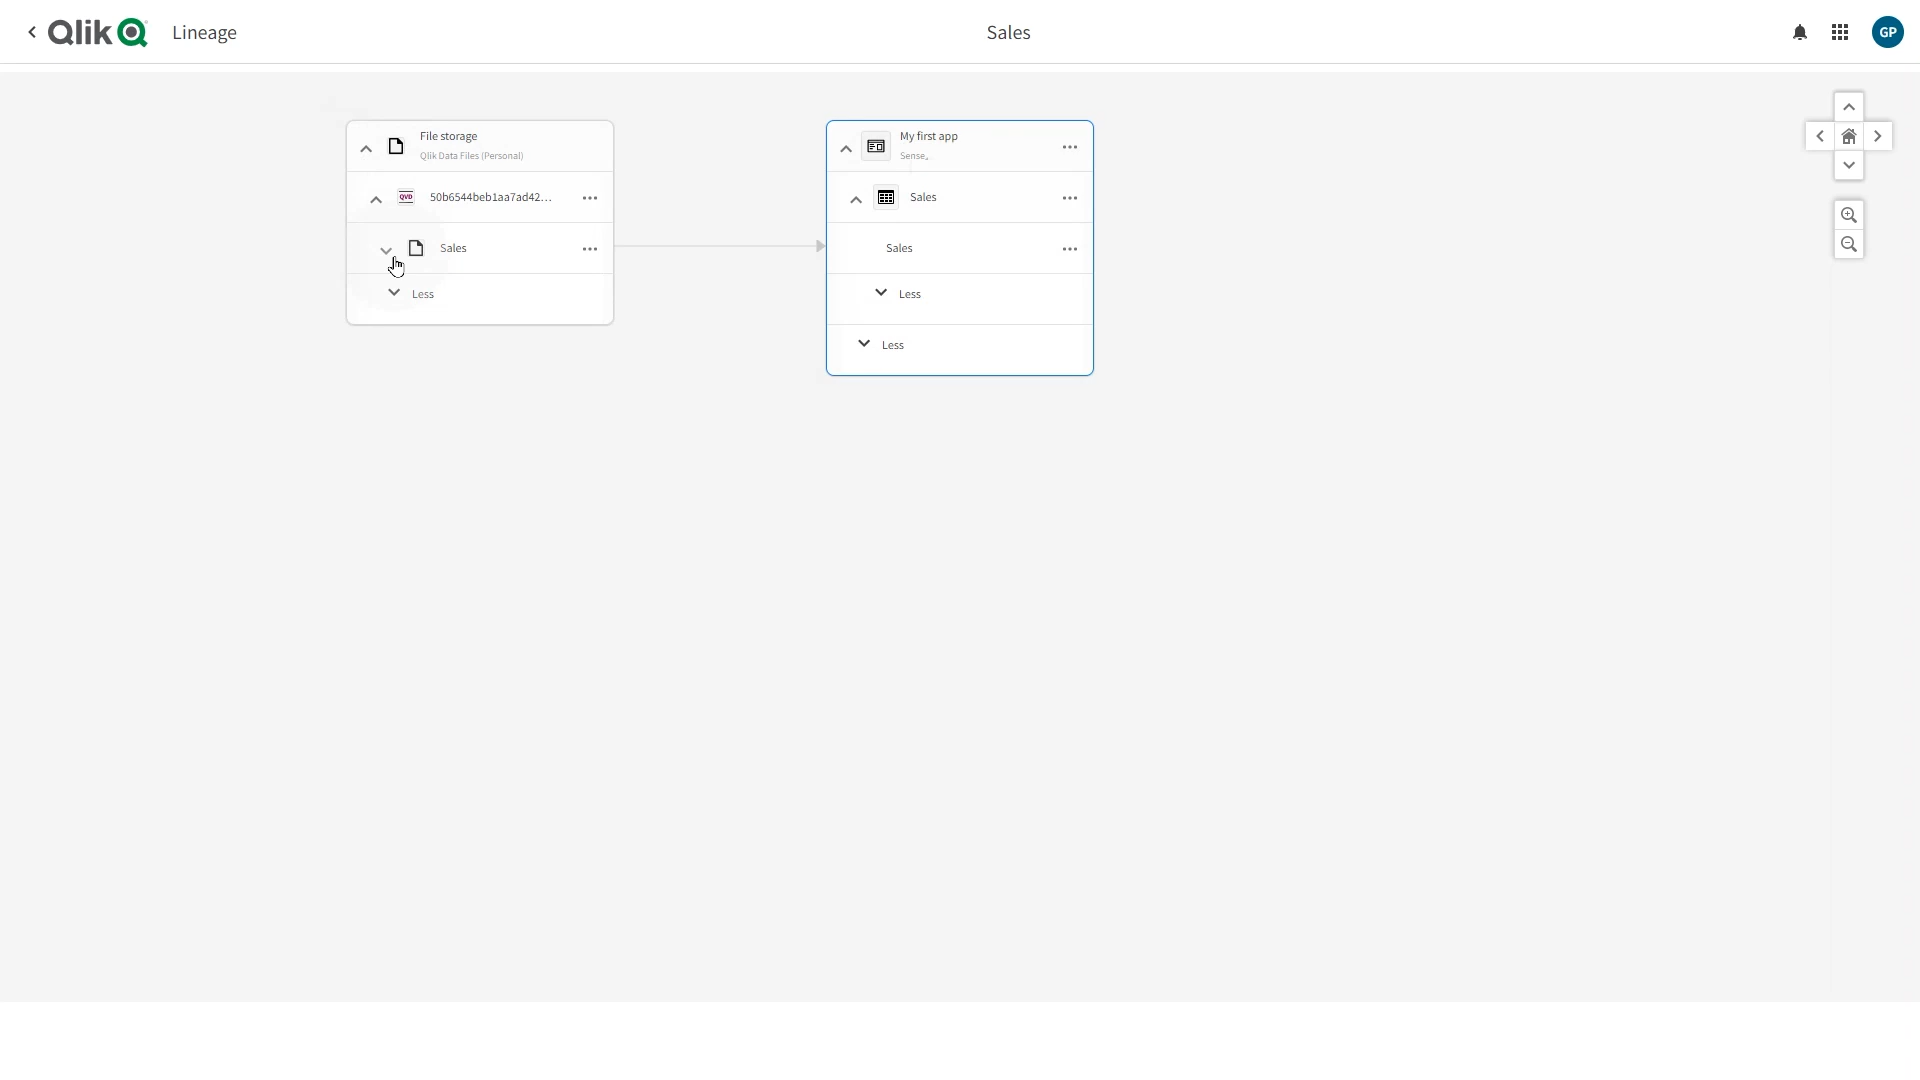 Qlik
Lineage
Sales
GP
File storage
Qlik Data Files (Personal)
QVD
50b6544beb1aa7ad42...
Sales
Less
My first app
Sense
Sales
Sales
Less
Less